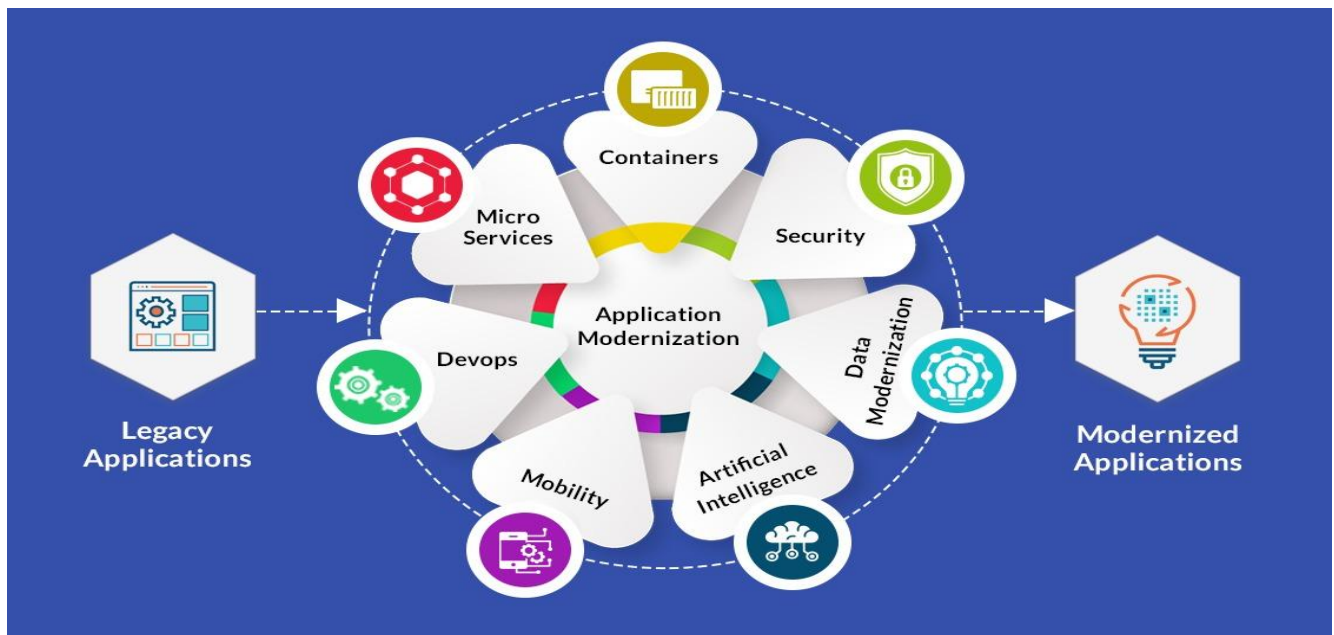 Containers
Micro
Services
Security
Legacy
Applications
Devops
Application
Modernization
Data
Modernization
Modernized
Applications
Mobility
Artificial
Intelligence